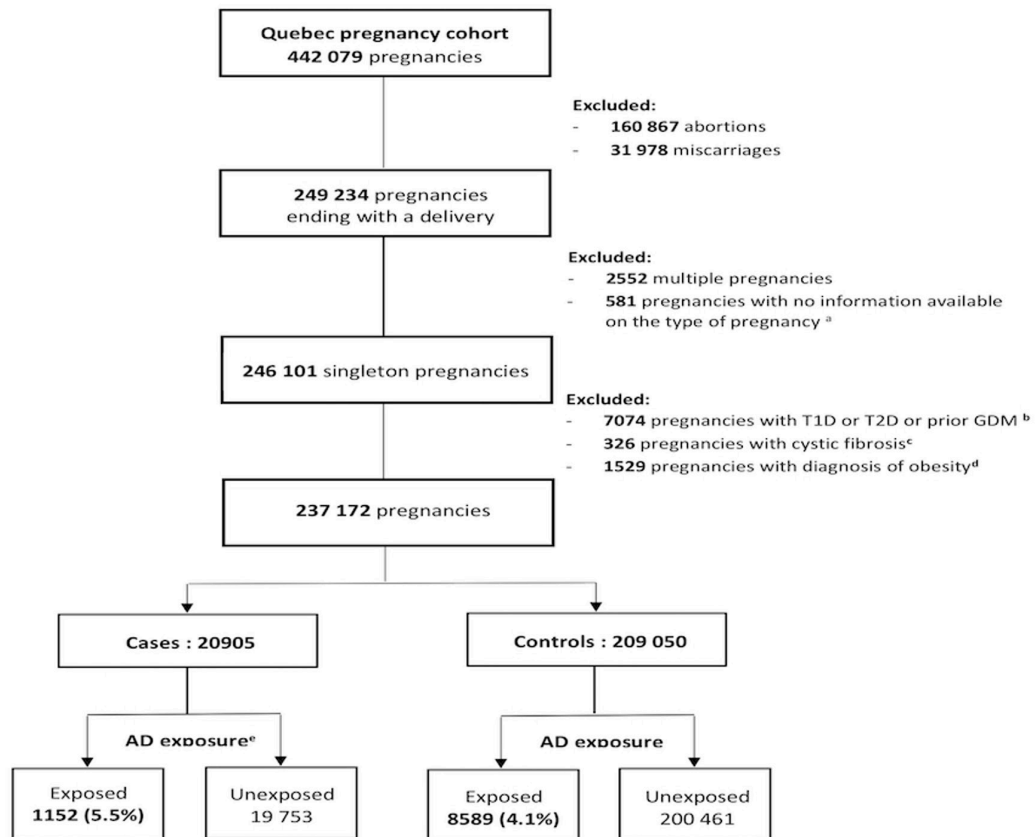 Quebec pregnancy cohort
442 079 pregnancies
Excluded:
- 160 867 abortions
- 31 978 miscarriages
249 234 pregnancies
ending with a delivery
Excluded:
- 2552 multiple pregnancies
- 581 pregnancies with no information available
on the type of pregnancy ᵃ
246 101 singleton pregnancies
Excluded:
- 7074 pregnancies with T1D or T2D or prior GDM ᵇ
- 326 pregnancies with cystic fibrosisᶜ
- 1529 pregnancies with diagnosis of obesityᵈ
237 172 pregnancies
Cases : 20905
Controls : 209 050
AD exposureᵉ
AD exposure
Exposed
1152 (5.5%)
Unexposed
19 753
Exposed
8589 (4.1%)
Unexposed
200 461